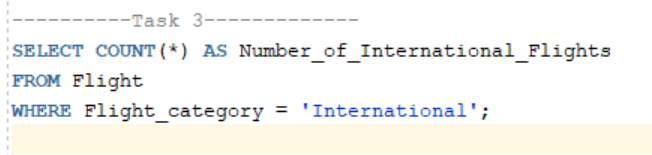 ----------Task 3-------------
SELECT COUNT(*) AS Number_of_International_Flights
FROM Flight
WHERE Flight_category = 'International';